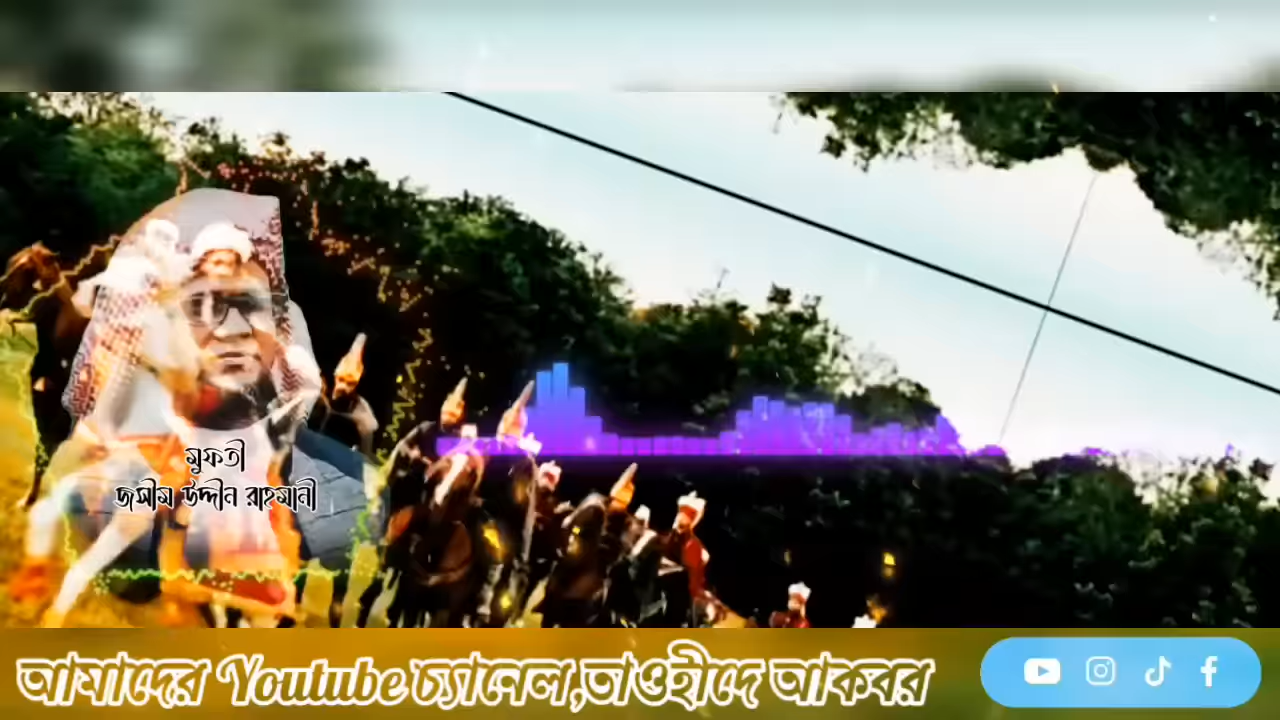 মুফতী
জসীম উদ্দীন রাহমানী
আমাদের Youtube চ্যানেল,তাওহীদে আকবর